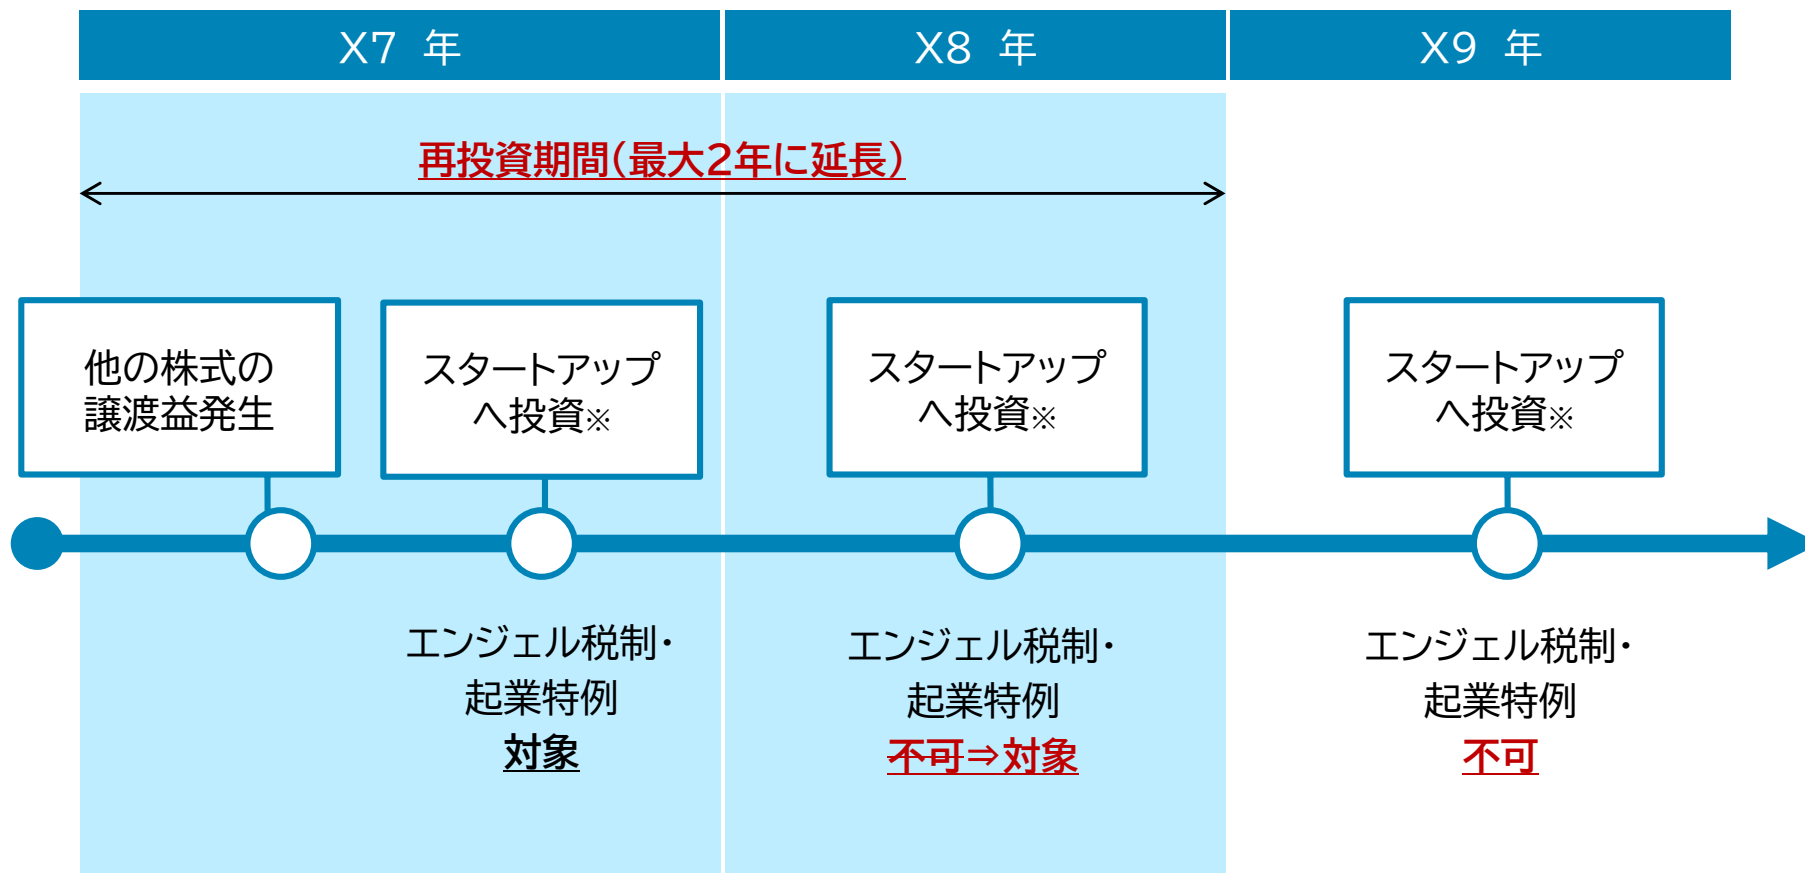 X7 年
X8 年
X9 年
再投資期間(最大2年に延長)
他の株式の
譲渡益発生
スタートアップ
へ投資※
スタートアップ
へ投資※
スタートアップ
へ投資※
エンジェル税制・
起業特例
対象
エンジェル税制・
起業特例
不可⇒対象
エンジェル税制・
起業特例
不可